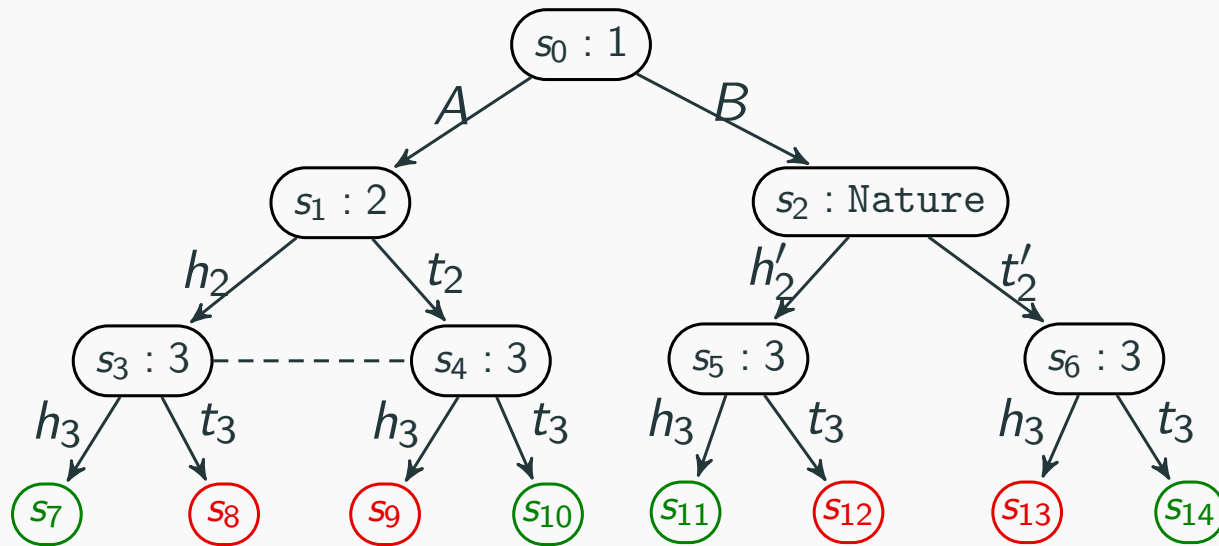 s₀ : 1
A B
s₁ : 2 s₂ : Nature
h₂ t₂ h′₂ t′₂
s₃ : 3 s₄ : 3 s₅ : 3 s₆ : 3
h₃ t₃ h₃ t₃ h₃ t₃ h₃ t₃
s₇ s₈ s₉ s₁₀ s₁₁ s₁₂ s₁₃ s₁₄